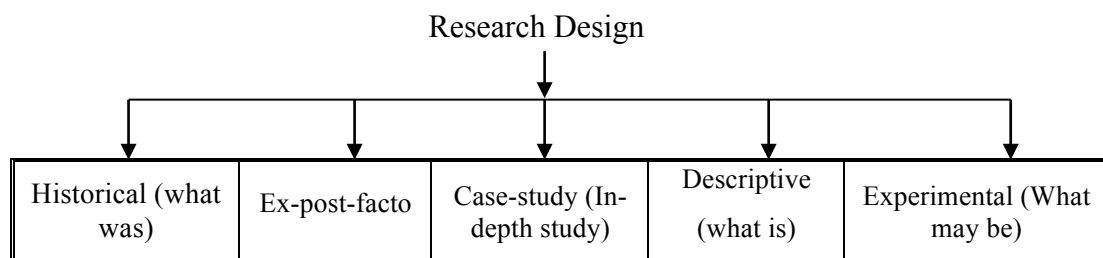 Research Design
Historical (what
was)
Ex-post-facto
Case-study (In-
depth study)
Descriptive
(what is)
Experimental (What
may be)